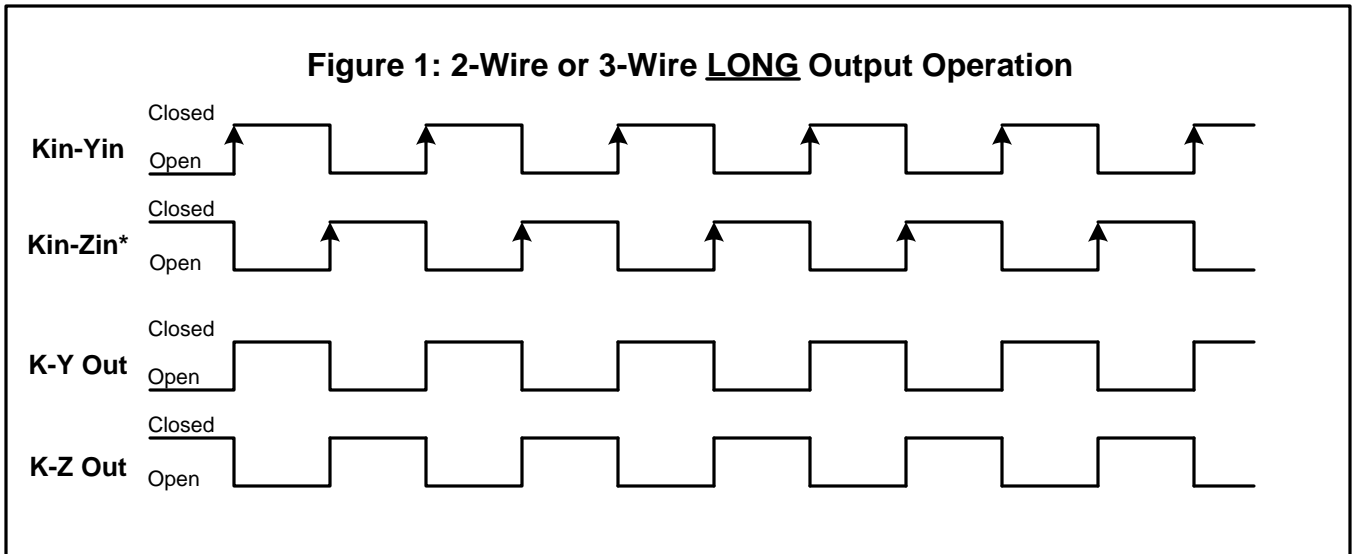 Figure 1: 2-Wire or 3-Wire LONG Output Operation
Closed
Kin-Yin
Open
Closed
Kin-Zin*
Open
Closed
K-Y Out
Open
Closed
K-Z Out
Open